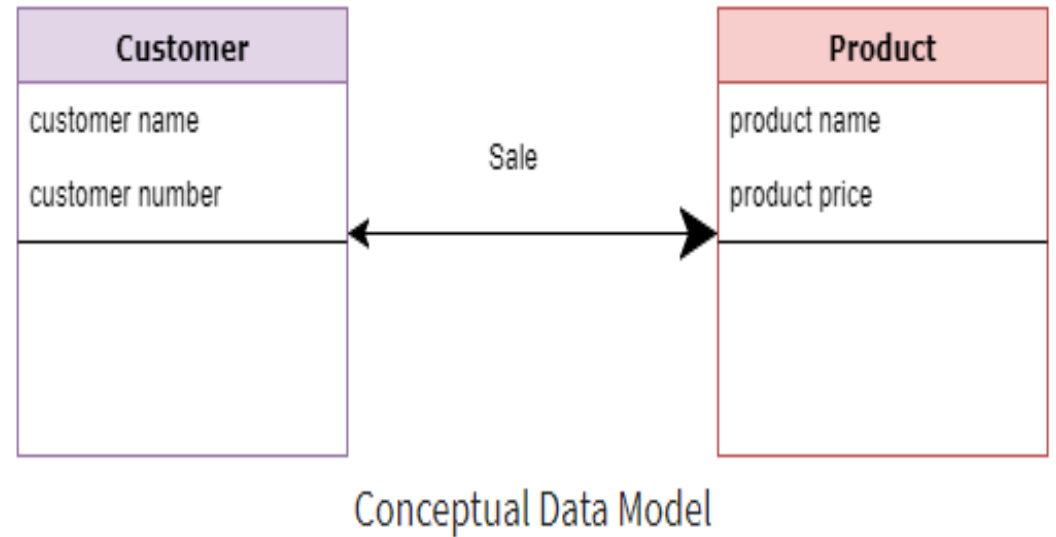 Customer
customer name
customer number
Sale
Product
product name
product price
Conceptual Data Model